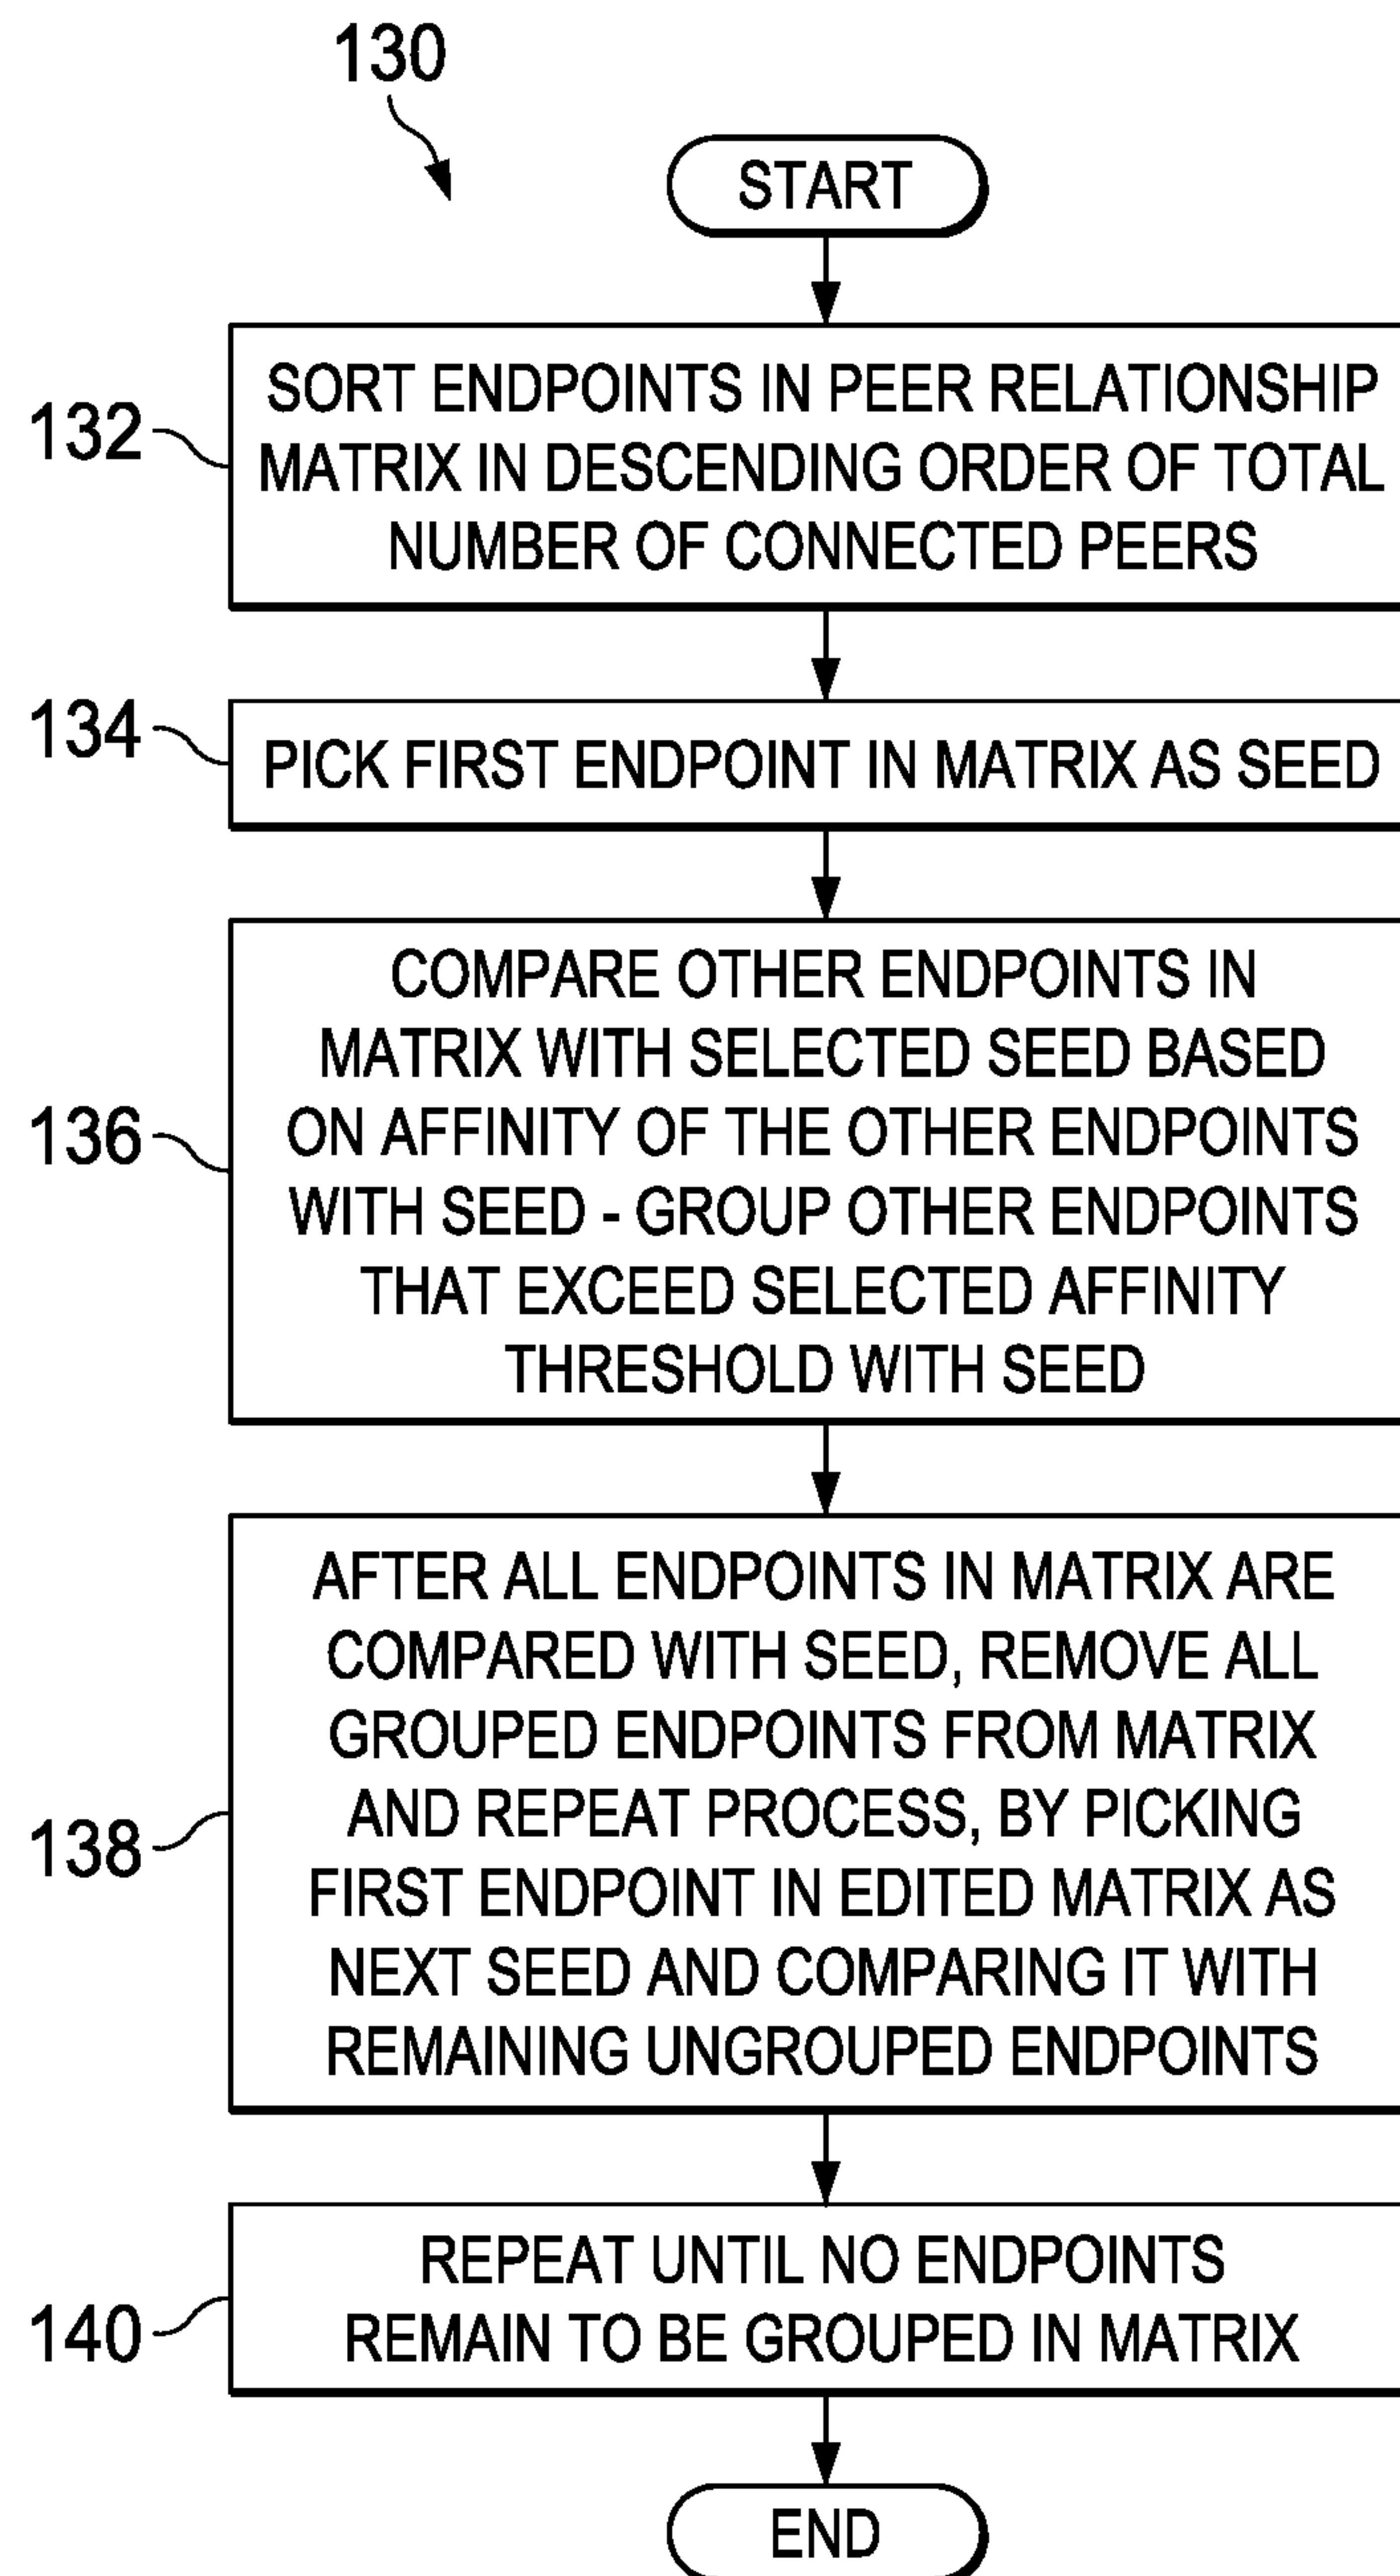 130
START
132
SORT ENDPOINTS IN PEER RELATIONSHIP
MATRIX IN DESCENDING ORDER OF TOTAL
NUMBER OF CONNECTED PEERS
134
PICK FIRST ENDPOINT IN MATRIX AS SEED
136
COMPARE OTHER ENDPOINTS IN
MATRIX WITH SELECTED SEED BASED
ON AFFINITY OF THE OTHER ENDPOINTS
WITH SEED - GROUP OTHER ENDPOINTS
THAT EXCEED SELECTED AFFINITY
THRESHOLD WITH SEED
138
AFTER ALL ENDPOINTS IN MATRIX ARE
COMPARED WITH SEED, REMOVE ALL
GROUPED ENDPOINTS FROM MATRIX
AND REPEAT PROCESS, BY PICKING
FIRST ENDPOINT IN EDITED MATRIX AS
NEXT SEED AND COMPARING IT WITH
REMAINING UNGROUPED ENDPOINTS
140
REPEAT UNTIL NO ENDPOINTS
REMAIN TO BE GROUPED IN MATRIX
END